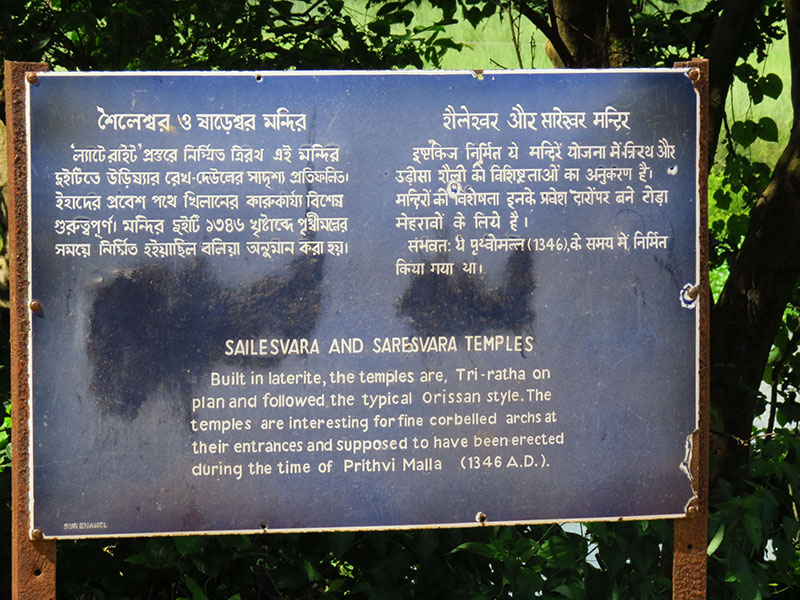 শৈলেশ্বর ও ষাড়েশ্বর মন্দির
'ল্যাটেরাইট' প্রস্তরে নির্ম্মিত ত্রিরথ এই মন্দির
দুইটিতে উড়িষ্যার রেখ-দেউলের সাদৃশ্য প্রতিফলিত।
ইহাদের প্রবেশ পথে খিলানের কারুকার্য্য বিশেষ
গুরুত্বপূর্ণ। মন্দির দুইটি ১৩৪৬ খৃষ্টাব্দে পৃথ্বীমল্লের
সময়ে নির্ম্মিত হইয়াছিল বলিয়া অনুমান করা হয়।
शैलेश्वर और सारेश्वर मन्दिर
निर्मित ये मन्दिर योजना में त्रिरथ और
उड़ीसा शैली की विशिष्टताओं का अनुकरण है।
मन्दिरों की विशेषता इनके प्रवेश द्वारोंपर बने टोड़ा
मेहरावों के लिये है।
संभवतः ये पृथ्वीमल्ल (1346), के समय में निर्मित
किया गया था।
SAILESVARA AND SARESVARA TEMPLES
Built in laterite, the temples are, Tri-ratha on
plan and followed the typical Orissan style. The
temples are interesting for fine corbelled archs at
their entrances and supposed to have been erected
during the time of Prithvi Malla (1346 A.D.).